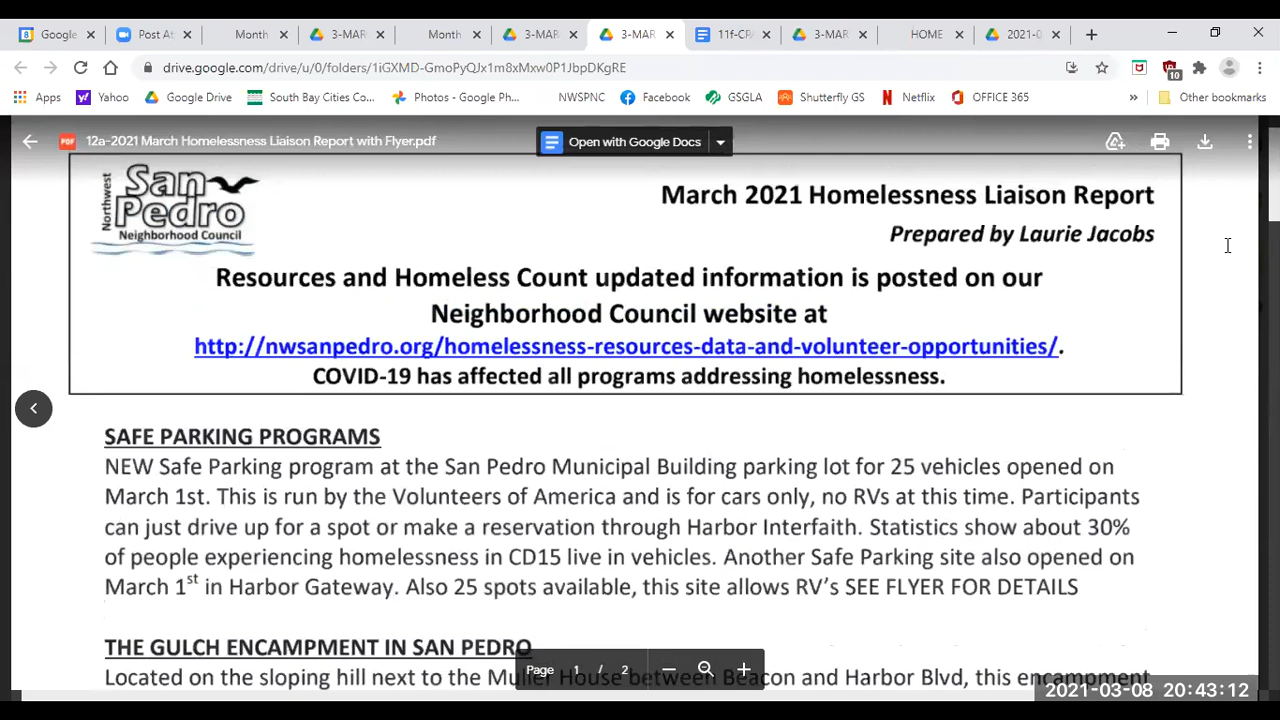 Google
Post At
Month
3-MAR
Month
3-MAR
3-MAR
11f-CPA
3-MAR
HOME
2021-0
drive.google.com/drive/u/0/folders/1iGXMD-GmoPyQJx1m8xMxw0P1JbpDKgRE
10
Apps
Yahoo
Google Drive
South Bay Cities Co...
Photos - Google Ph...
NWSPNC
Facebook
GSGLA
Shutterfly GS
Netflix
OFFICE 365
»
Other bookmarks
PDF
12a-2021 March Homelessness Liaison Report with Flyer.pdf
Open with Google Docs
Northwest
San
Pedro
Neighborhood Council
March 2021 Homelessness Liaison Report
Prepared by Laurie Jacobs
Resources and Homeless Count updated information is posted on our
Neighborhood Council website at
http://nwsanpedro.org/homelessness-resources-data-and-volunteer-opportunities/.
COVID-19 has affected all programs addressing homelessness.
SAFE PARKING PROGRAMS
NEW Safe Parking program at the San Pedro Municipal Building parking lot for 25 vehicles opened on
March 1st. This is run by the Volunteers of America and is for cars only, no RVs at this time. Participants
can just drive up for a spot or make a reservation through Harbor Interfaith. Statistics show about 30%
of people experiencing homelessness in CD15 live in vehicles. Another Safe Parking site also opened on
March 1st in Harbor Gateway. Also 25 spots available, this site allows RV's SEE FLYER FOR DETAILS
THE GULCH ENCAMPMENT IN SAN PEDRO
Located on the sloping hill next to the Muller House between Beacon and Harbor Blvd, this encampment
Page 1 / 2
2021-03-08 20:43:12